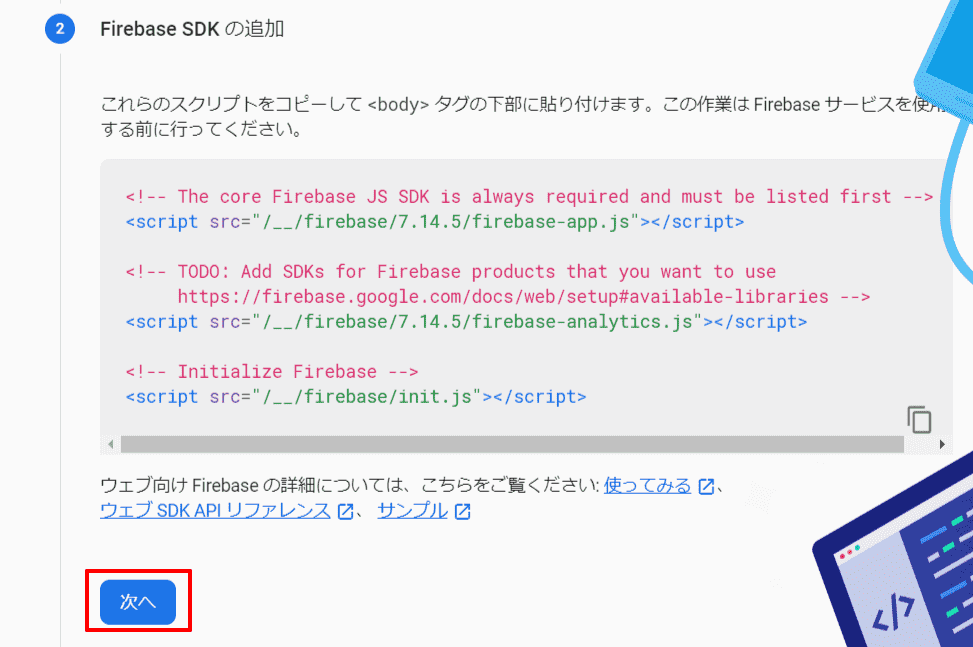 2 Firebase SDK の追加
これらのスクリプトをコピーして <body> タグの下部に貼り付けます。この作業は Firebase サービスを使用
する前に行ってください。
<!-- The core Firebase JS SDK is always required and must be listed first -->
<script src="/__/firebase/7.14.5/firebase-app.js"></script>
<!-- TODO: Add SDKs for Firebase products that you want to use
https://firebase.google.com/docs/web/setup#available-libraries -->
<script src="/__/firebase/7.14.5/firebase-analytics.js"></script>
<!-- Initialize Firebase -->
<script src="/__/firebase/init.js"></script>
ウェブ向け Firebase の詳細については、こちらをご覧ください: 使ってみる、
ウェブ SDK API リファレンス、 サンプル
次へ
</>